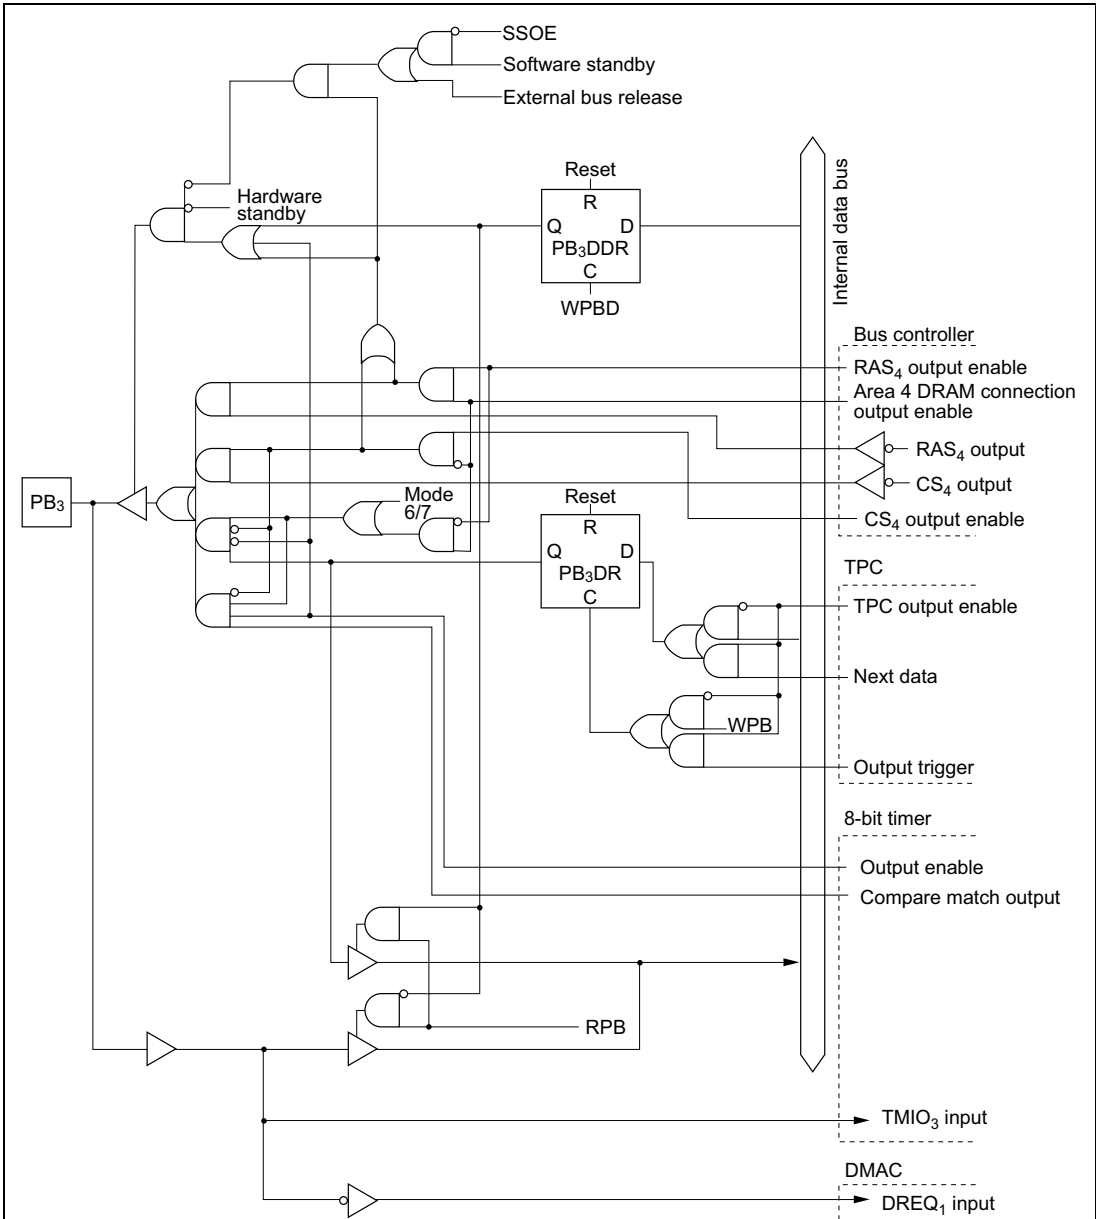 SSOE
Software standby
External bus release
Hardware
standby
Reset
R
Q D
PB₃DDR
C
WPBD
Internal data bus
Bus controller
RAS₄ output enable
Area 4 DRAM connection
output enable
RAS₄ output
CS₄ output
CS₄ output enable
PB₃
Mode
6/7
Reset
R
Q D
PB₃DR
C
TPC
TPC output enable
Next data
WPB
Output trigger
8-bit timer
Output enable
Compare match output
RPB
TMIO₃ input
DMAC
DREQ₁ input